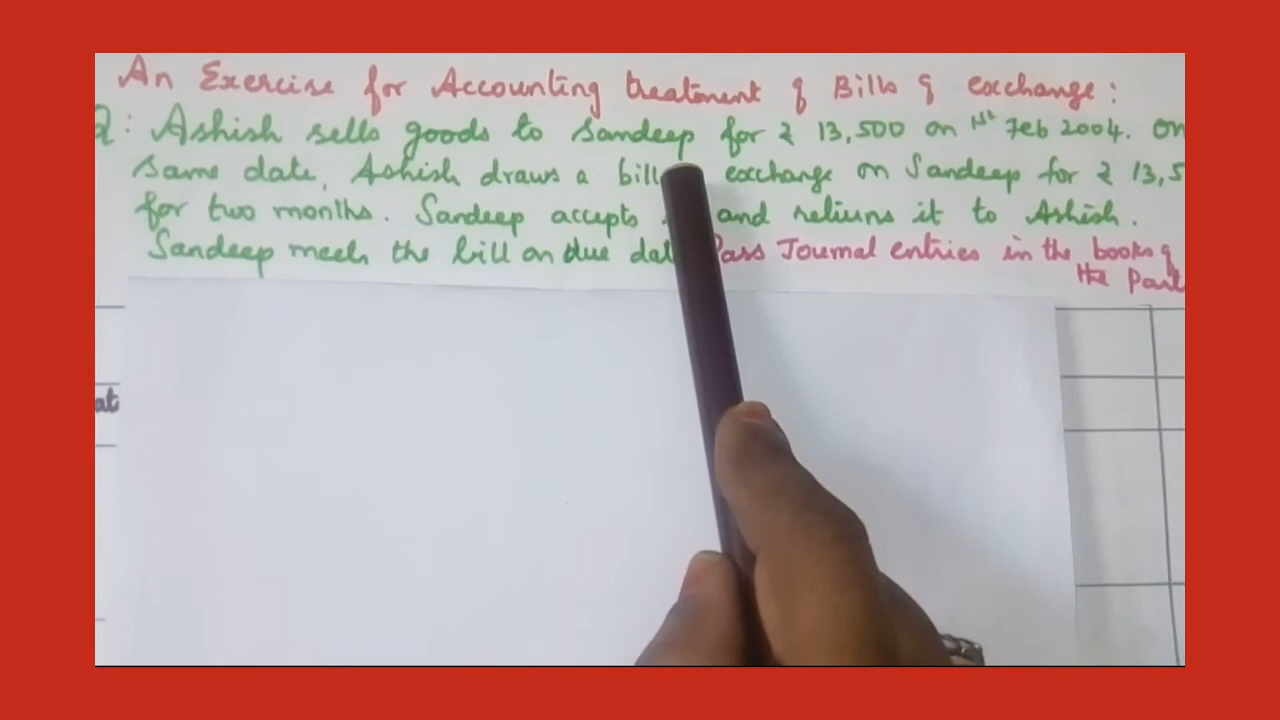 An Exercise for Accounting treatment of Bills of exchange:
Q: Ashish sells goods to Sandeep for ₹ 13,500 on 1st Feb 2004. On
same date, Ashish draws a bill exchange on Sandeep for ₹ 13,5
for two months. Sandeep accepts and returns it to Ashish.
Sandeep meets the bill on due dat Pass Journal entries in the books of
the Part
at